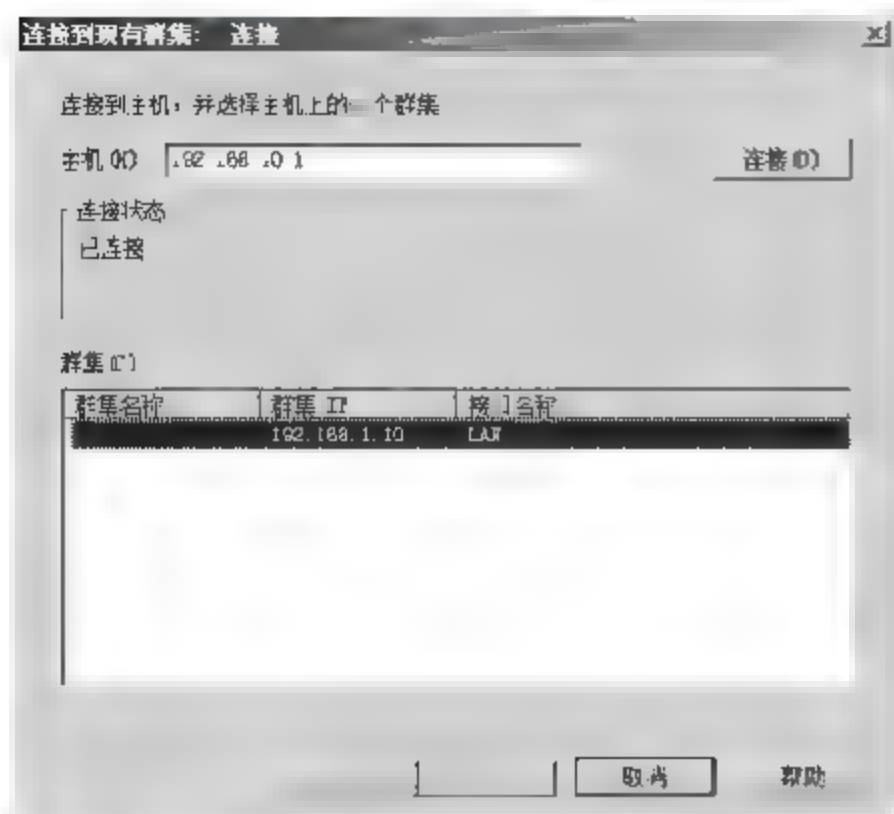 连接到现有群集: 连接
连接到主机，并选择主机上的一个群集
主机(H) 连接(O)
连接状态
已连接
群集
群集名称 群集 IP 接口名称
192.168.1.10 LAN
取消 帮助